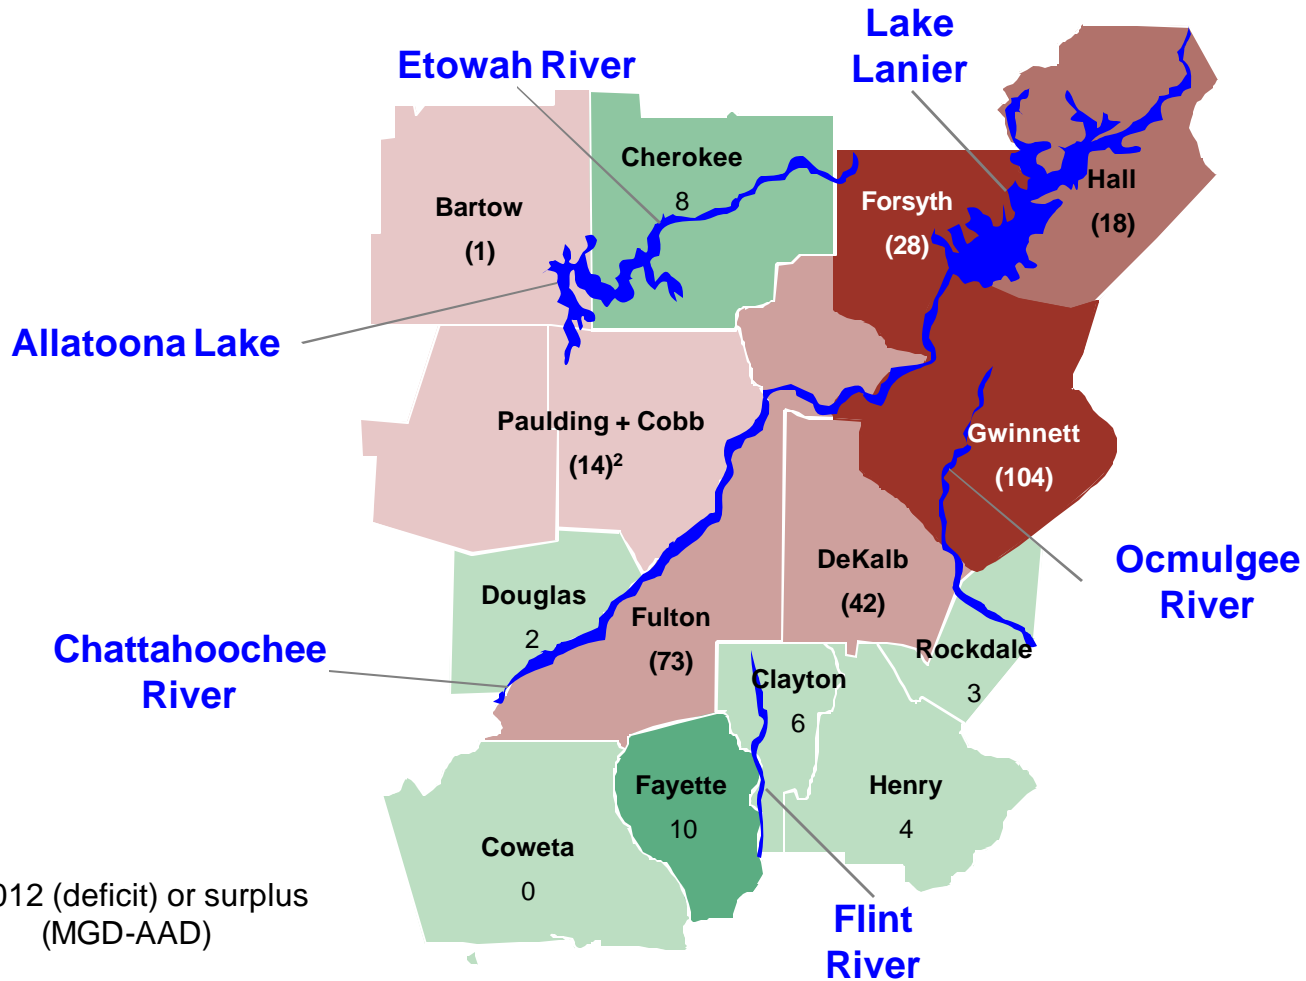 Lake
Lanier
Etowah River
Cherokee
8
Bartow
(1)
Forsyth
(28)
Hall
(18)
Allatoona Lake
Paulding + Cobb
(14)²
Gwinnett
(104)
Ocmulgee
River
DeKalb
(42)
Douglas
2
Fulton
(73)
Chattahoochee
River
Rockdale
3
Clayton
6
Fayette
10
Henry
4
Coweta
0
012 (deficit) or surplus
(MGD-AAD)
Flint
River